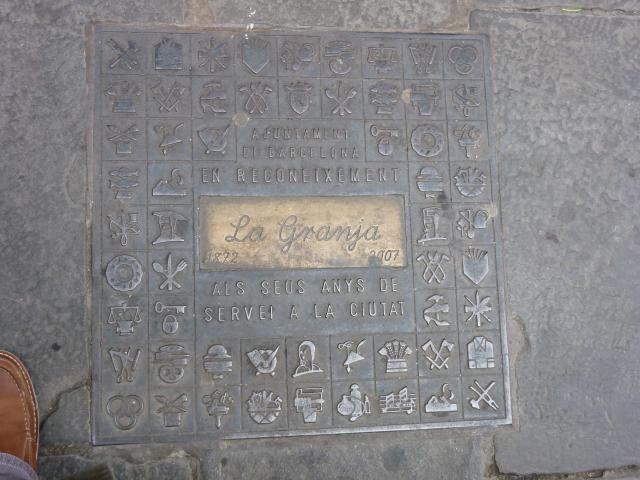 AJUNTAMENT
DE BARCELONA
EN RECONEIXEMENT
La Granja
1872 2007
ALS SEUS ANYS DE
SERVEI A LA CIUTAT